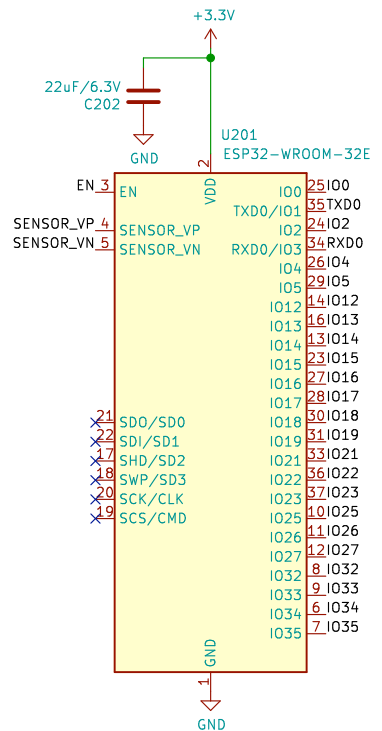 +3.3V
22uF/6.3V
C202
GND
U201
ESP32-WROOM-32E
2
VDD
EN 3 EN
SENSOR_VP 4 SENSOR_VP
SENSOR_VN 5 SENSOR_VN
21 SDO/SD0
22 SDI/SD1
17 SHD/SD2
18 SWP/SD3
20 SCK/CLK
19 SCS/CMD
IO0 25 IO0
TXD0/IO1 35 TXD0
IO2 24 IO2
RXD0/IO3 34 RXD0
IO4 26 IO4
IO5 29 IO5
IO12 14 IO12
IO13 16 IO13
IO14 13 IO14
IO15 23 IO15
IO16 27 IO16
IO17 28 IO17
IO18 30 IO18
IO19 31 IO19
IO21 33 IO21
IO22 36 IO22
IO23 37 IO23
IO25 10 IO25
IO26 11 IO26
IO27 12 IO27
IO32 8 IO32
IO33 9 IO33
IO34 6 IO34
IO35 7 IO35
GND
1
GND